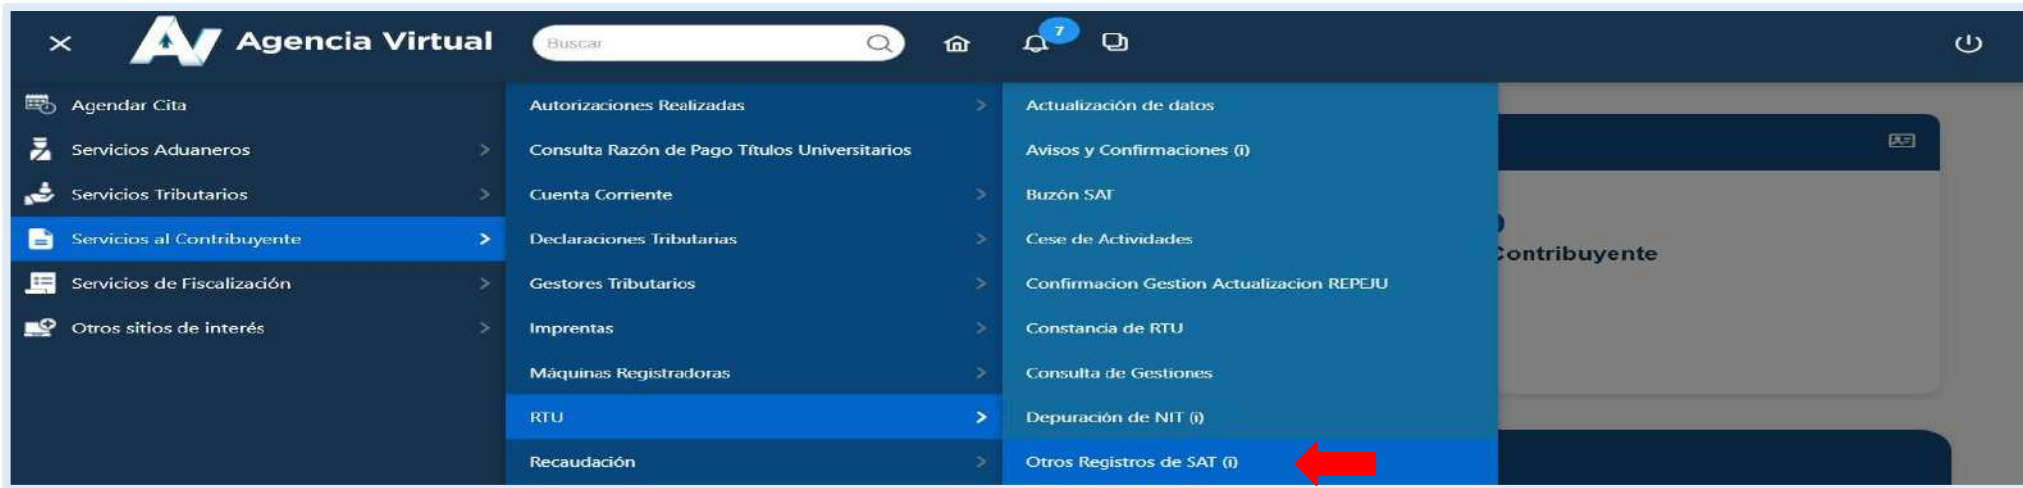 Agencia Virtual
Buscar
7
Agendar Cita
Servicios Aduaneros
Servicios Tributarios
Servicios al Contribuyente
Servicios de Fiscalización
Otros sitios de interés
Autorizaciones Realizadas
Consulta Razón de Pago Títulos Universitarios
Cuenta Corriente
Declaraciones Tributarias
Gestores Tributarios
Imprentas
Máquinas Registradoras
RTU
Recaudación
Actualización de datos
Avisos y Confirmaciones (i)
Buzón SAT
Cese de Actividades
Confirmacion Gestion Actualizacion REPEJU
Constancia de RTU
Consulta de Gestiones
Depuración de NIT (i)
Otros Registros de SAT (i)
Contribuyente